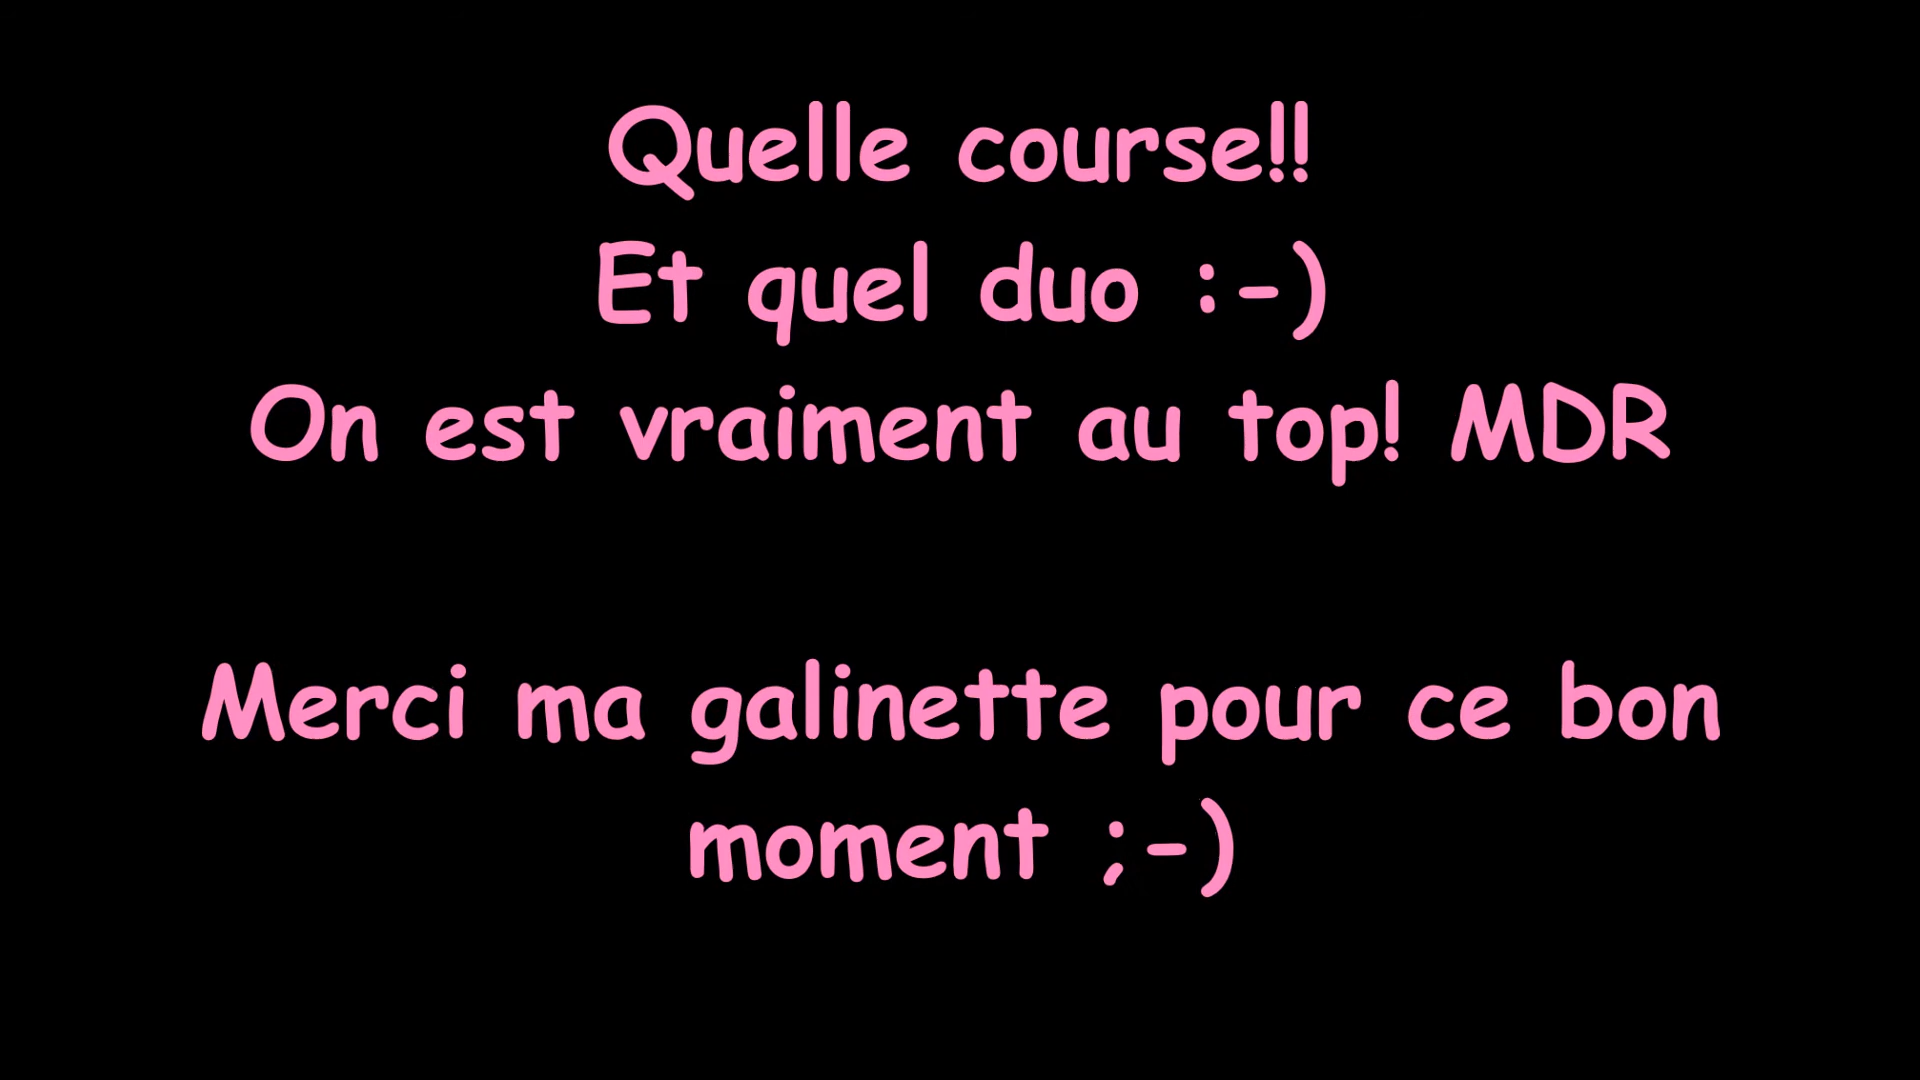 Quelle course!!
Et quel duo :-)
On est vraiment au top! MDR
Merci ma galinette pour ce bon
moment ;-)